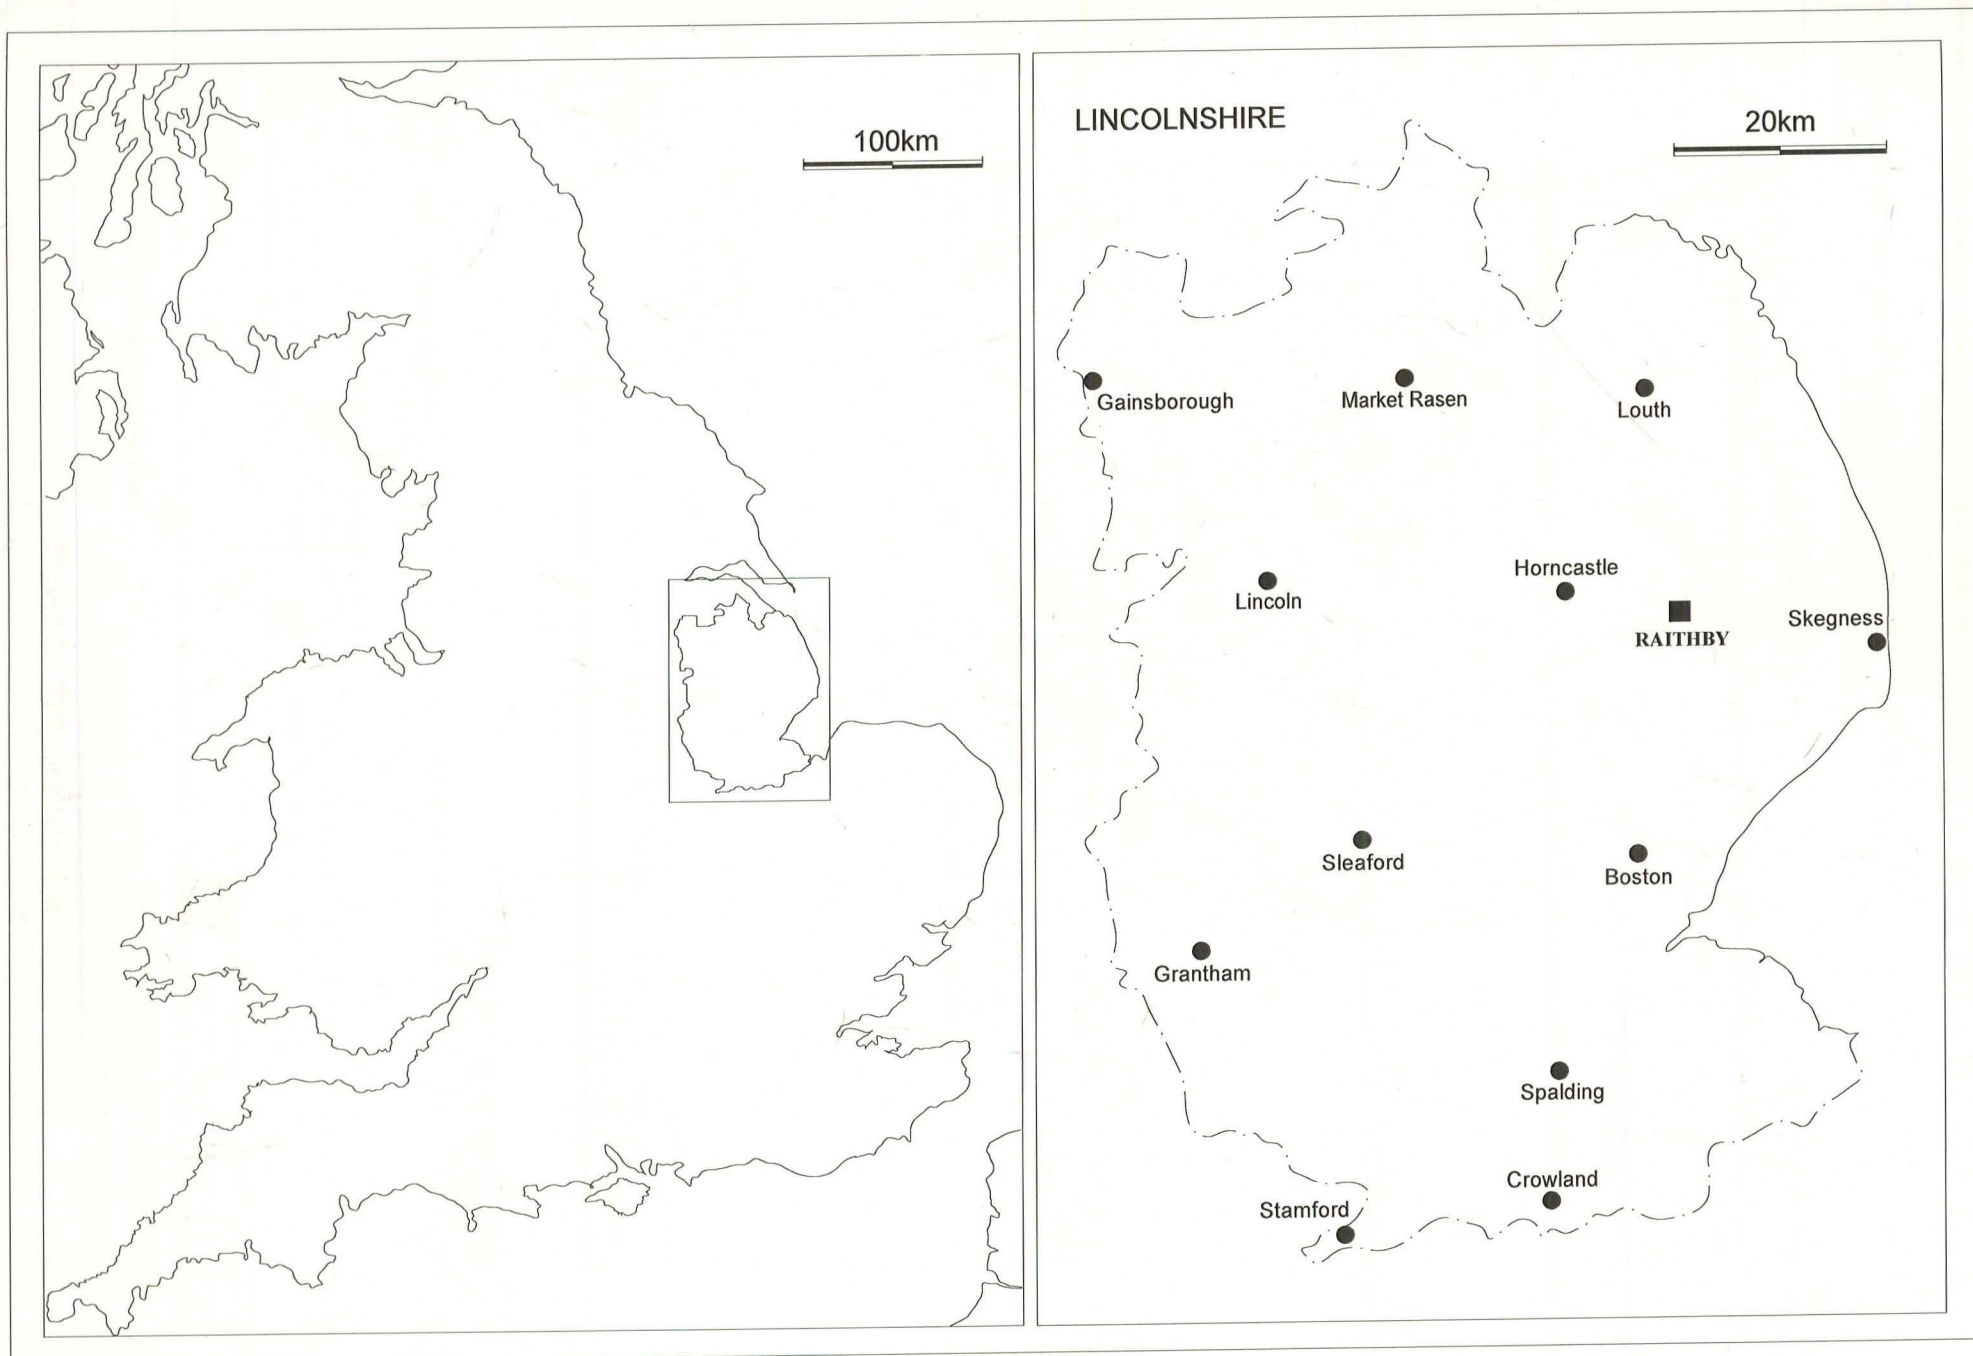 100km
LINCOLNSHIRE
20km
Gainsborough
Market Rasen
Louth
Lincoln
Horncastle
RAITHBY
Skegness
Sleaford
Boston
Grantham
Spalding
Crowland
Stamford